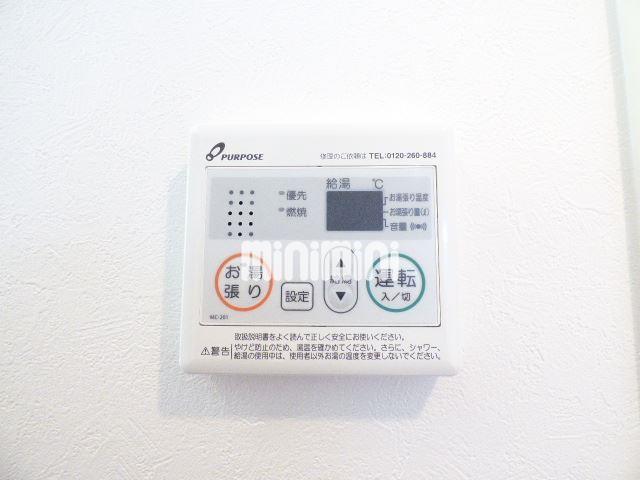 PURPOSE
修理のご依頼は TEL:0120-260-884
給湯 ℃
優先
燃焼
お湯張り温度
お湯張り量(ℓ)
音量
minimini
お湯張り
設定
運転
入/切
MC-201
取扱説明書をよく読んで正しく安全にお使いください。
⚠警告
やけど防止のため、湯温を確かめてください。さらに、シャワー、
給湯の使用中は、使用者以外お湯の温度を変更しないでください。